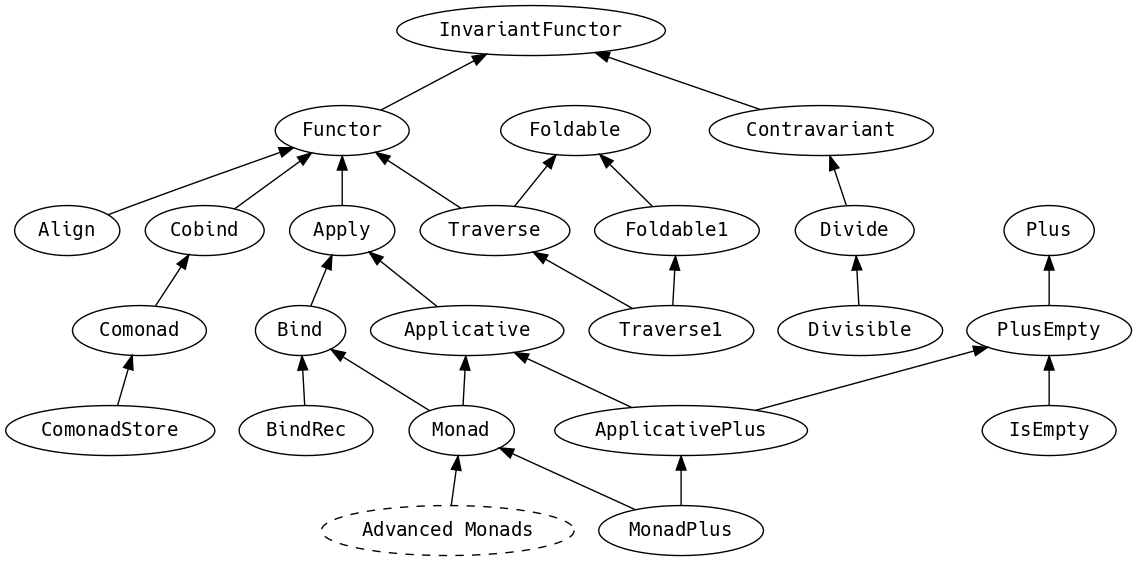 InvariantFunctor
Functor
Foldable
Contravariant
Align
Cobind
Apply
Traverse
Foldable1
Divide
Plus
Comonad
Bind
Applicative
Traverse1
Divisible
PlusEmpty
ComonadStore
BindRec
Monad
ApplicativePlus
IsEmpty
Advanced Monads
MonadPlus